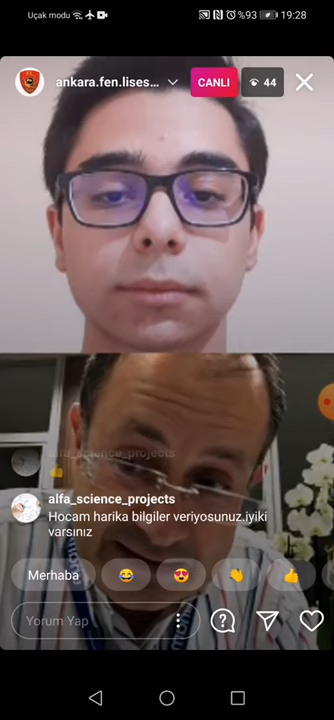 Uçak modu
%93
19:28
ankara.fen.lises...
CANLI
44
alfa_science_projects
alfa_science_projects
Hocam harika bilgiler veriyosunuz.iyiki
varsınız
Merhaba
Yorum Yap